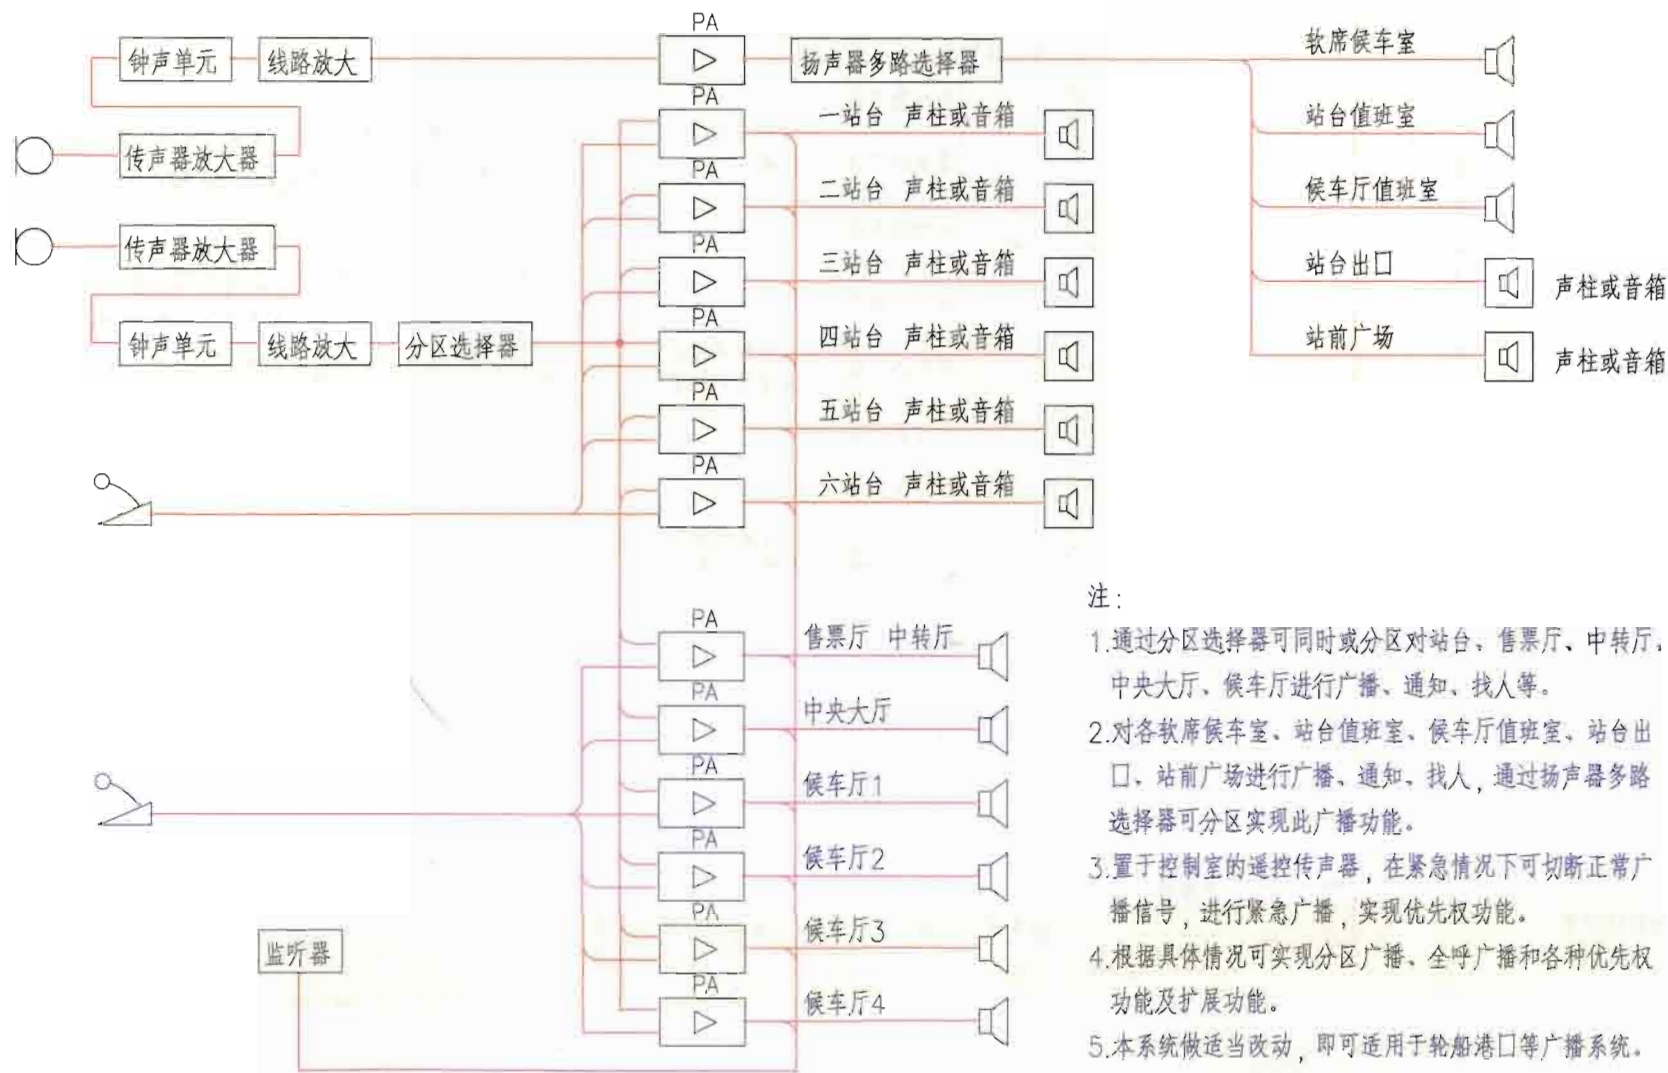 PA
钟声单元 线路放大 扬声器多路选择器 软席候车室
PA
一站台 声柱或音箱 站台值班室
传声器放大器
PA
二站台 声柱或音箱 候车厅值班室
传声器放大器
PA
三站台 声柱或音箱 站台出口 声柱或音箱
PA
钟声单元 线路放大 分区选择器 四站台 声柱或音箱 站前广场 声柱或音箱
PA
五站台 声柱或音箱
PA
六站台 声柱或音箱
PA
售票厅 中转厅
PA
中央大厅
PA
候车厅1
PA
候车厅2
PA
候车厅3
监听器
PA
候车厅4
注:
1.通过分区选择器可同时或分区对站台、售票厅、中转厅、
中央大厅、候车厅进行广播、通知、找人等。
2.对各软席候车室、站台值班室、候车厅值班室、站台出
口、站前广场进行广播、通知、找人,通过扬声器多路
选择器可分区实现此广播功能。
3.置于控制室的遥控传声器,在紧急情况下可切断正常广
播信号,进行紧急广播,实现优先权功能。
4.根据具体情况可实现分区广播、全呼广播和各种优先权
功能及扩展功能。
5.本系统做适当改动,即可适用于轮船港口等广播系统。